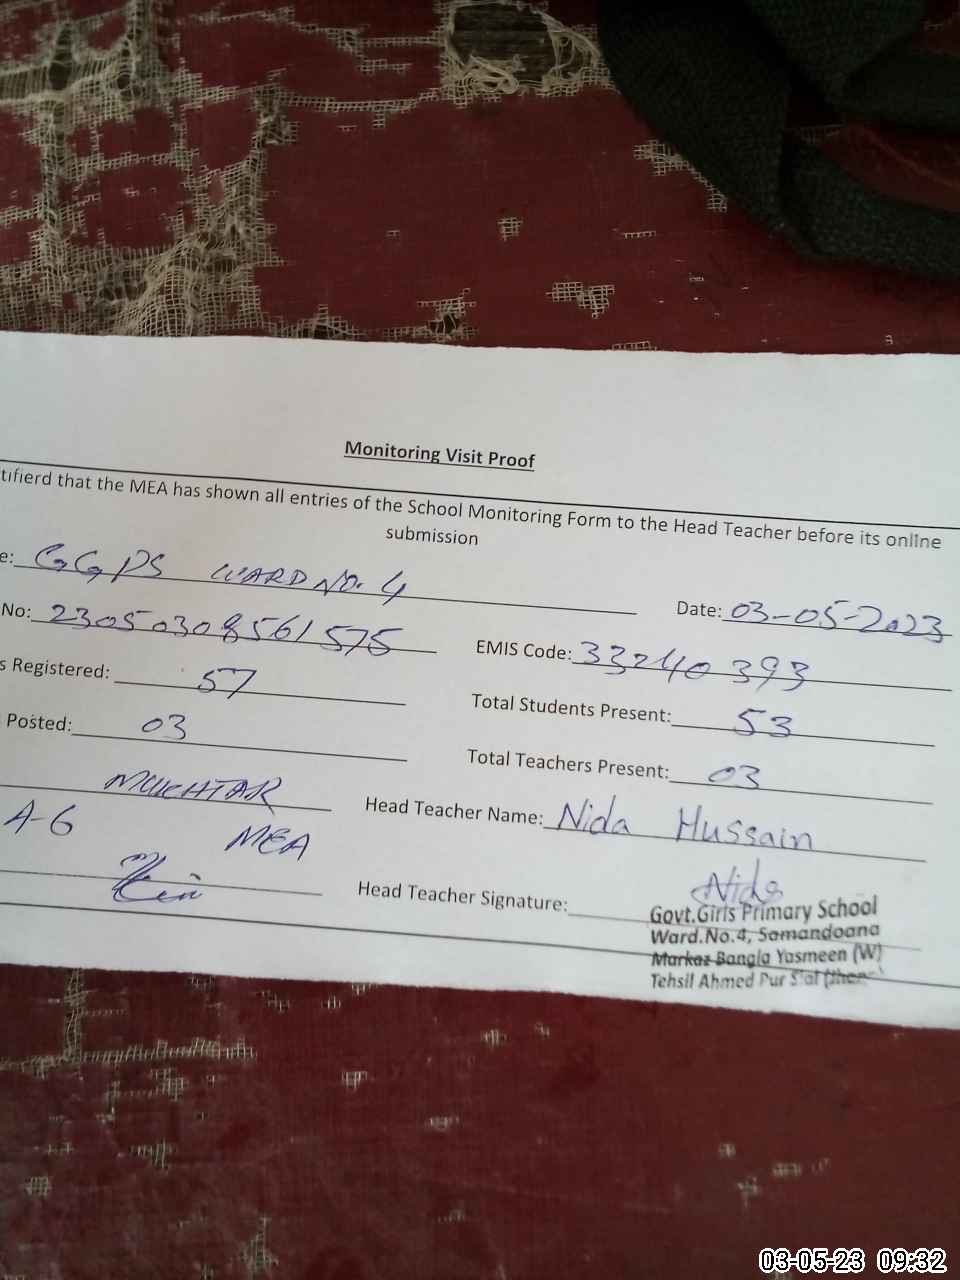 Monitoring Visit Proof
tifierd that the MEA has shown all entries of the School Monitoring Form to the Head Teacher before its online
submission
e: GGPS WARD NO. 4 Date: 03-05-2023
No: 23050308561575 EMIS Code: 33240393
s Registered: 57 Total Students Present: 53
Posted: 03 Total Teachers Present: 03
MUKHTAR Head Teacher Name: Nida Hussain
A-6 MEA
Head Teacher Signature: Nida
Govt.Girls Primary School
Ward.No.4, Samandoana
Markaz Bangla Yasmeen (W)
Tehsil Ahmed Pur Sial
03-05-23 09:32